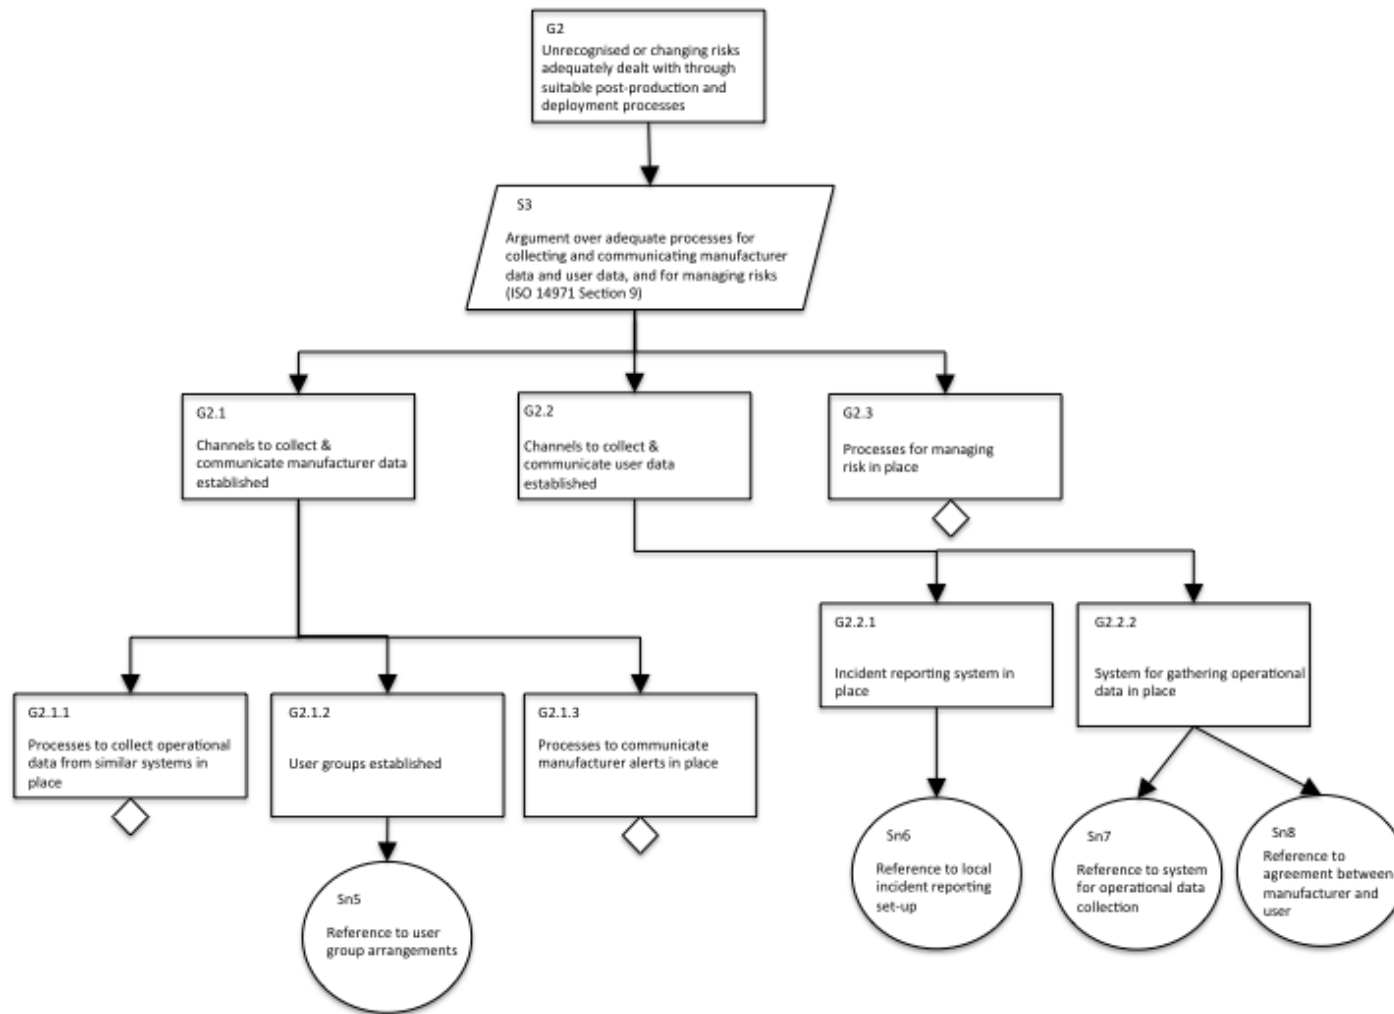 G2
Unrecognised or changing risks
adequately dealt with through
suitable post-production and
deployment processes
S3
Argument over adequate processes for
collecting and communicating manufacturer
data and user data, and for managing risks
(ISO 14971 Section 9)
G2.1
Channels to collect &
communicate manufacturer data
established
G2.2
Channels to collect &
communicate user data
established
G2.3
Processes for managing
risk in place
G2.2.1
Incident reporting system in
place
G2.2.2
System for gathering operational
data in place
G2.1.1
Processes to collect operational
data from similar systems in
place
G2.1.2
User groups established
G2.1.3
Processes to communicate
manufacturer alerts in place
Sn6
Reference to local
incident reporting
set-up
Sn7
Reference to system
for operational data
collection
Sn8
Reference to
agreement between
manufacturer and
user
Sn5
Reference to user
group arrangements